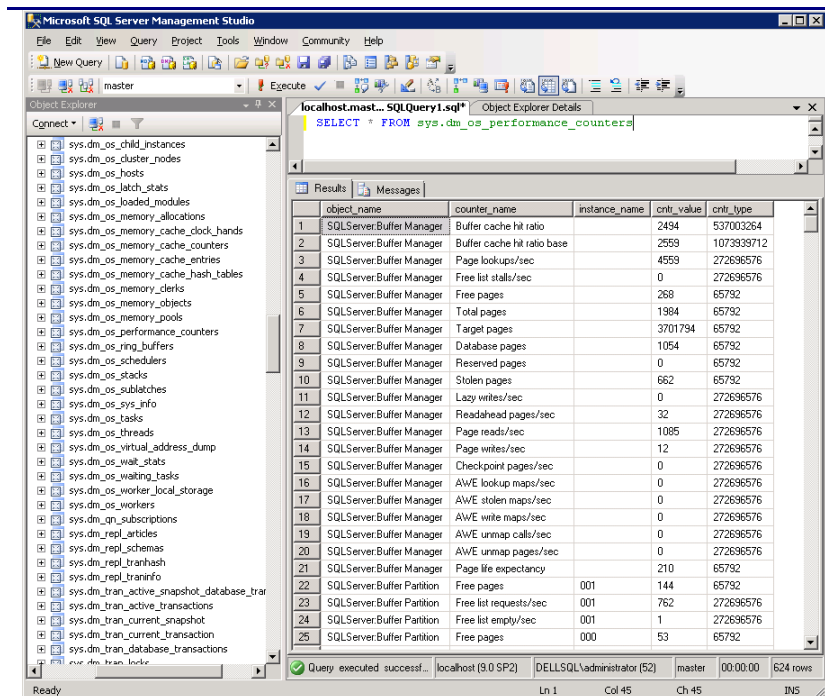 Microsoft SQL Server Management Studio
File Edit View Query Project Tools Window Community Help
New Query
master Execute
Object Explorer
Connect
sys.dm_os_child_instances
sys.dm_os_cluster_nodes
sys.dm_os_hosts
sys.dm_os_latch_stats
sys.dm_os_loaded_modules
sys.dm_os_memory_allocations
sys.dm_os_memory_cache_clock_hands
sys.dm_os_memory_cache_counters
sys.dm_os_memory_cache_entries
sys.dm_os_memory_cache_hash_tables
sys.dm_os_memory_clerks
sys.dm_os_memory_objects
sys.dm_os_memory_pools
sys.dm_os_performance_counters
sys.dm_os_ring_buffers
sys.dm_os_schedulers
sys.dm_os_stacks
sys.dm_os_sublatches
sys.dm_os_sys_info
sys.dm_os_tasks
sys.dm_os_threads
sys.dm_os_virtual_address_dump
sys.dm_os_wait_stats
sys.dm_os_waiting_tasks
sys.dm_os_worker_local_storage
sys.dm_os_workers
sys.dm_qn_subscriptions
sys.dm_repl_articles
sys.dm_repl_schemas
sys.dm_repl_tranhash
sys.dm_repl_traninfo
sys.dm_tran_active_snapshot_database_trar
sys.dm_tran_active_transactions
sys.dm_tran_current_snapshot
sys.dm_tran_current_transaction
sys.dm_tran_database_transactions
sys.dm_tran_locks
localhost.mast... SQLQuery1.sql* Object Explorer Details
SELECT * FROM sys.dm_os_performance_counters
Results Messages
object_name counter_name instance_name cntr_value cntr_type
1 SQLServer:Buffer Manager Buffer cache hit ratio 2494 537003264
2 SQLServer:Buffer Manager Buffer cache hit ratio base 2559 1073939712
3 SQLServer:Buffer Manager Page lookups/sec 4559 272696576
4 SQLServer:Buffer Manager Free list stalls/sec 0 272696576
5 SQLServer:Buffer Manager Free pages 268 65792
6 SQLServer:Buffer Manager Total pages 1984 65792
7 SQLServer:Buffer Manager Target pages 3701794 65792
8 SQLServer:Buffer Manager Database pages 1054 65792
9 SQLServer:Buffer Manager Reserved pages 0 65792
10 SQLServer:Buffer Manager Stolen pages 662 65792
11 SQLServer:Buffer Manager Lazy writes/sec 0 272696576
12 SQLServer:Buffer Manager Readahead pages/sec 32 272696576
13 SQLServer:Buffer Manager Page reads/sec 1085 272696576
14 SQLServer:Buffer Manager Page writes/sec 12 272696576
15 SQLServer:Buffer Manager Checkpoint pages/sec 0 272696576
16 SQLServer:Buffer Manager AWE lookup maps/sec 0 272696576
17 SQLServer:Buffer Manager AWE stolen maps/sec 0 272696576
18 SQLServer:Buffer Manager AWE write maps/sec 0 272696576
19 SQLServer:Buffer Manager AWE unmap calls/sec 0 272696576
20 SQLServer:Buffer Manager AWE unmap pages/sec 0 272696576
21 SQLServer:Buffer Manager Page life expectancy 210 65792
22 SQLServer:Buffer Partition Free pages 001 144 65792
23 SQLServer:Buffer Partition Free list requests/sec 001 762 272696576
24 SQLServer:Buffer Partition Free list empty/sec 001 1 272696576
25 SQLServer:Buffer Partition Free pages 000 53 65792
Query executed successf... localhost (9.0 SP2) DELLSQL\administrator (52) master 00:00:00 624 rows
Ready Ln 1 Col 45 Ch 45 INS